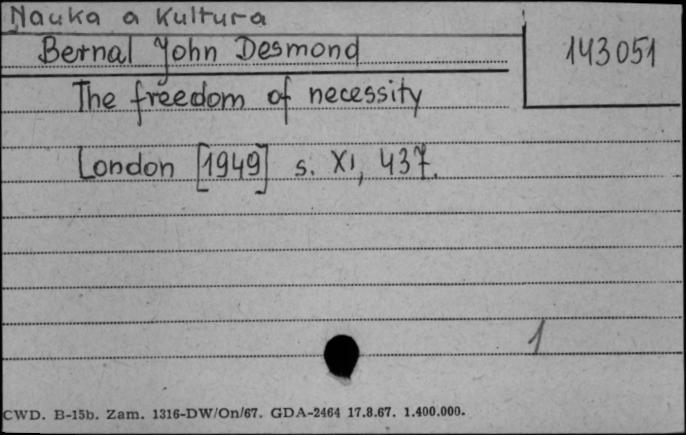 Nauka a Kultura
Bernal John Desmond
143051
The freedom of necessity
London [1949] s. XI, 437.
1
CWD. B-15b. Zam. 1316-DW/On/67. GDA-2464 17.8.67. 1.400.000.